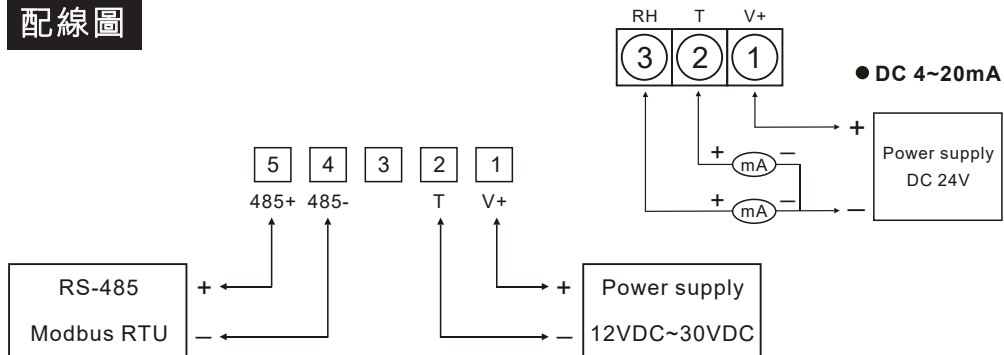 配線圖
RH T V+
3 2 1
● DC 4~20mA
+
Power supply
DC 24V
+ mA −
+ mA − −
5 4 3 2 1
485+ 485- T V+
RS-485 + + Power supply
Modbus RTU − − 12VDC~30VDC